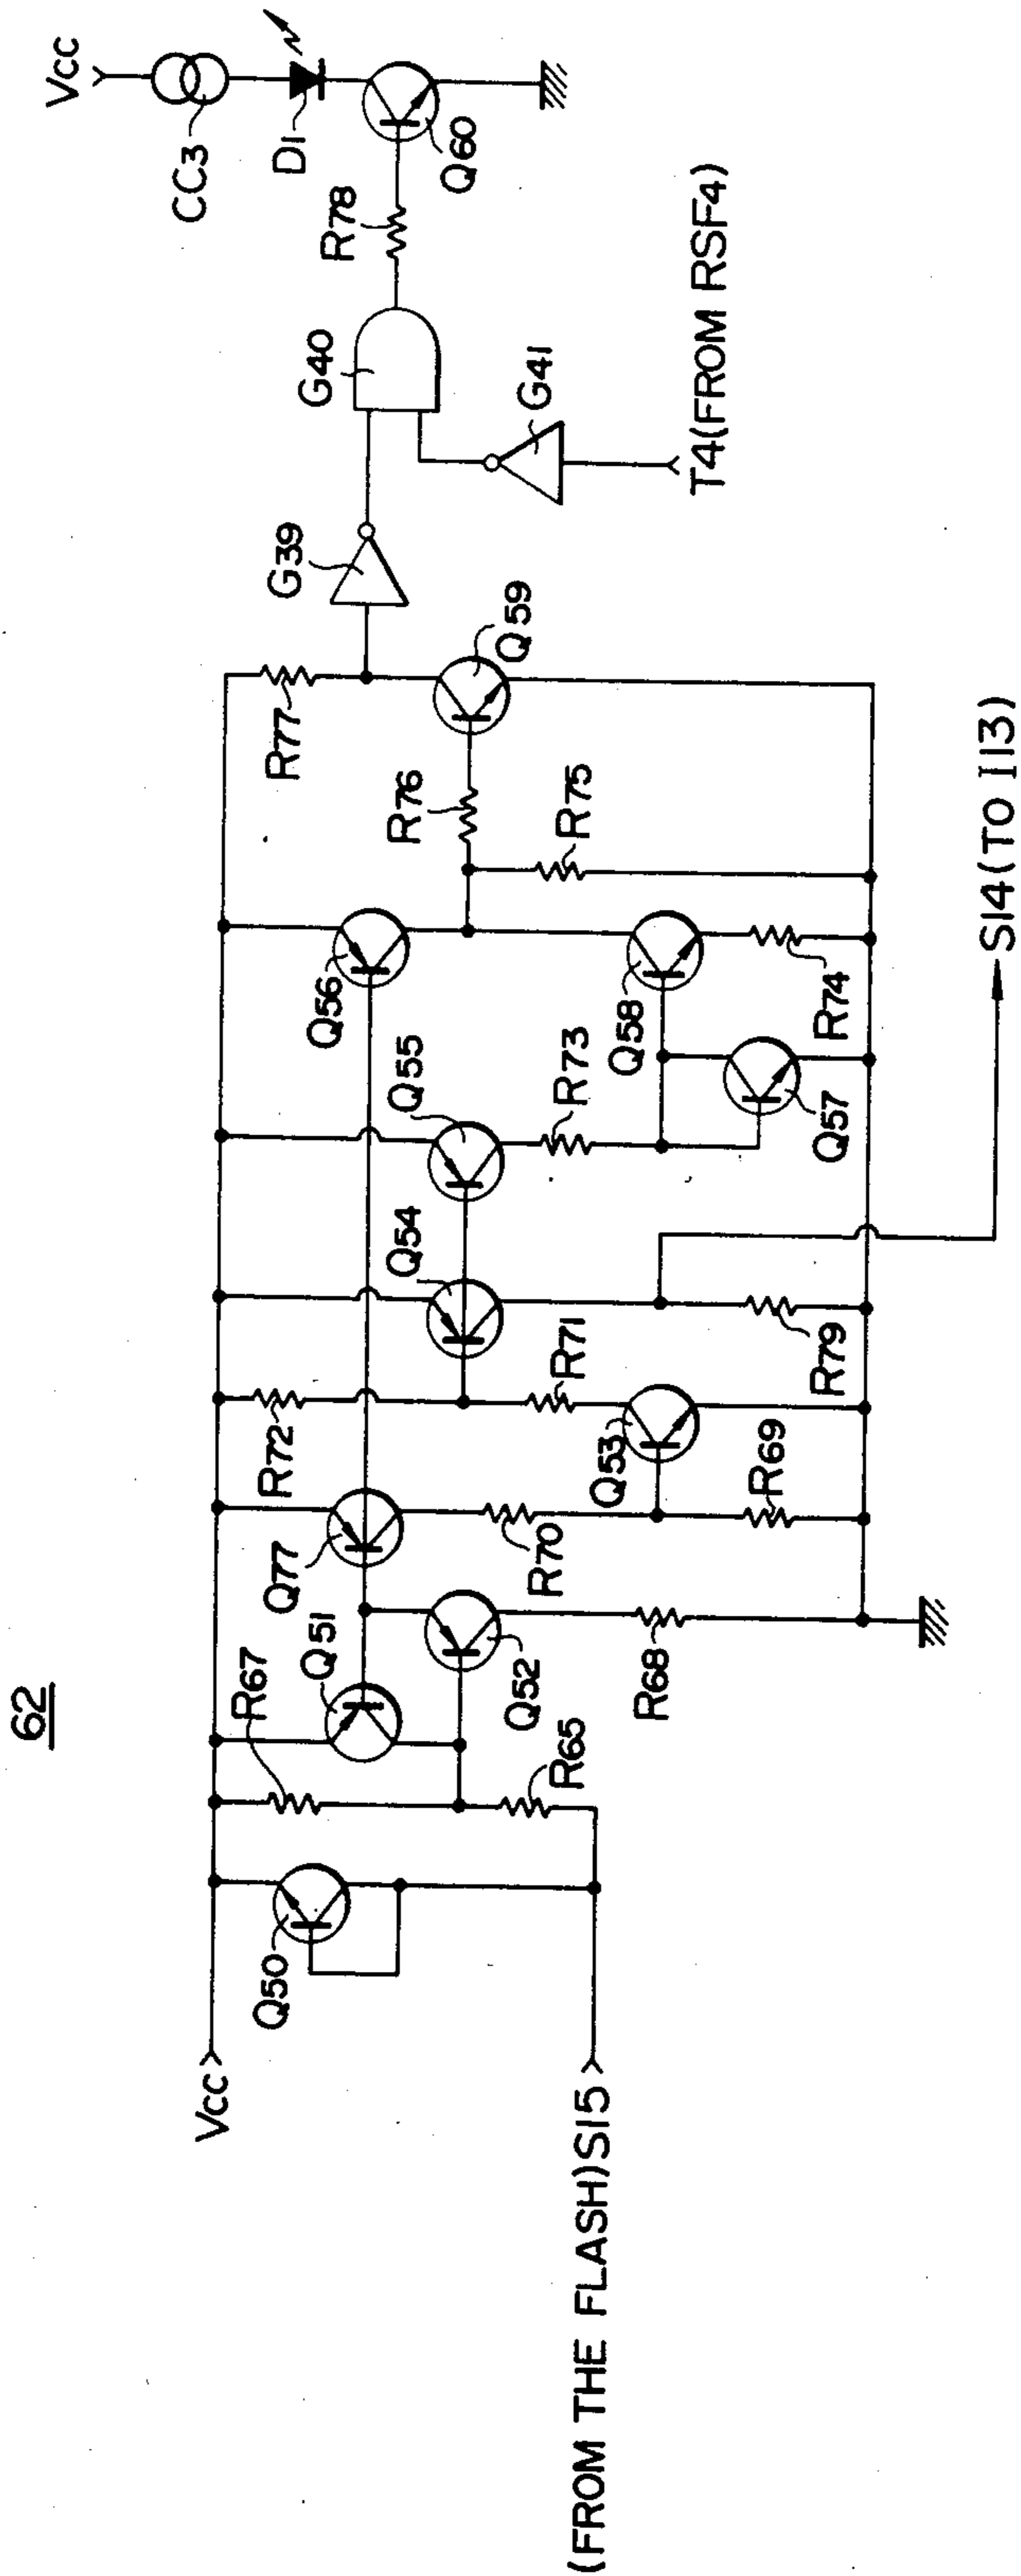 62
Vcc
(FROM THE FLASH)S15
Q50
R67
R65
Q51
Q52
R68
Q77
R70
R69
R72
Q53
R71
Q54
R79
Q55
R73
Q57
Q56
Q58
R74
R76
R75
R77
Q59
S14(TO I13)
G39
G40
G41
T4(FROM RSF4)
R78
Q60
Vcc
CC3
D1